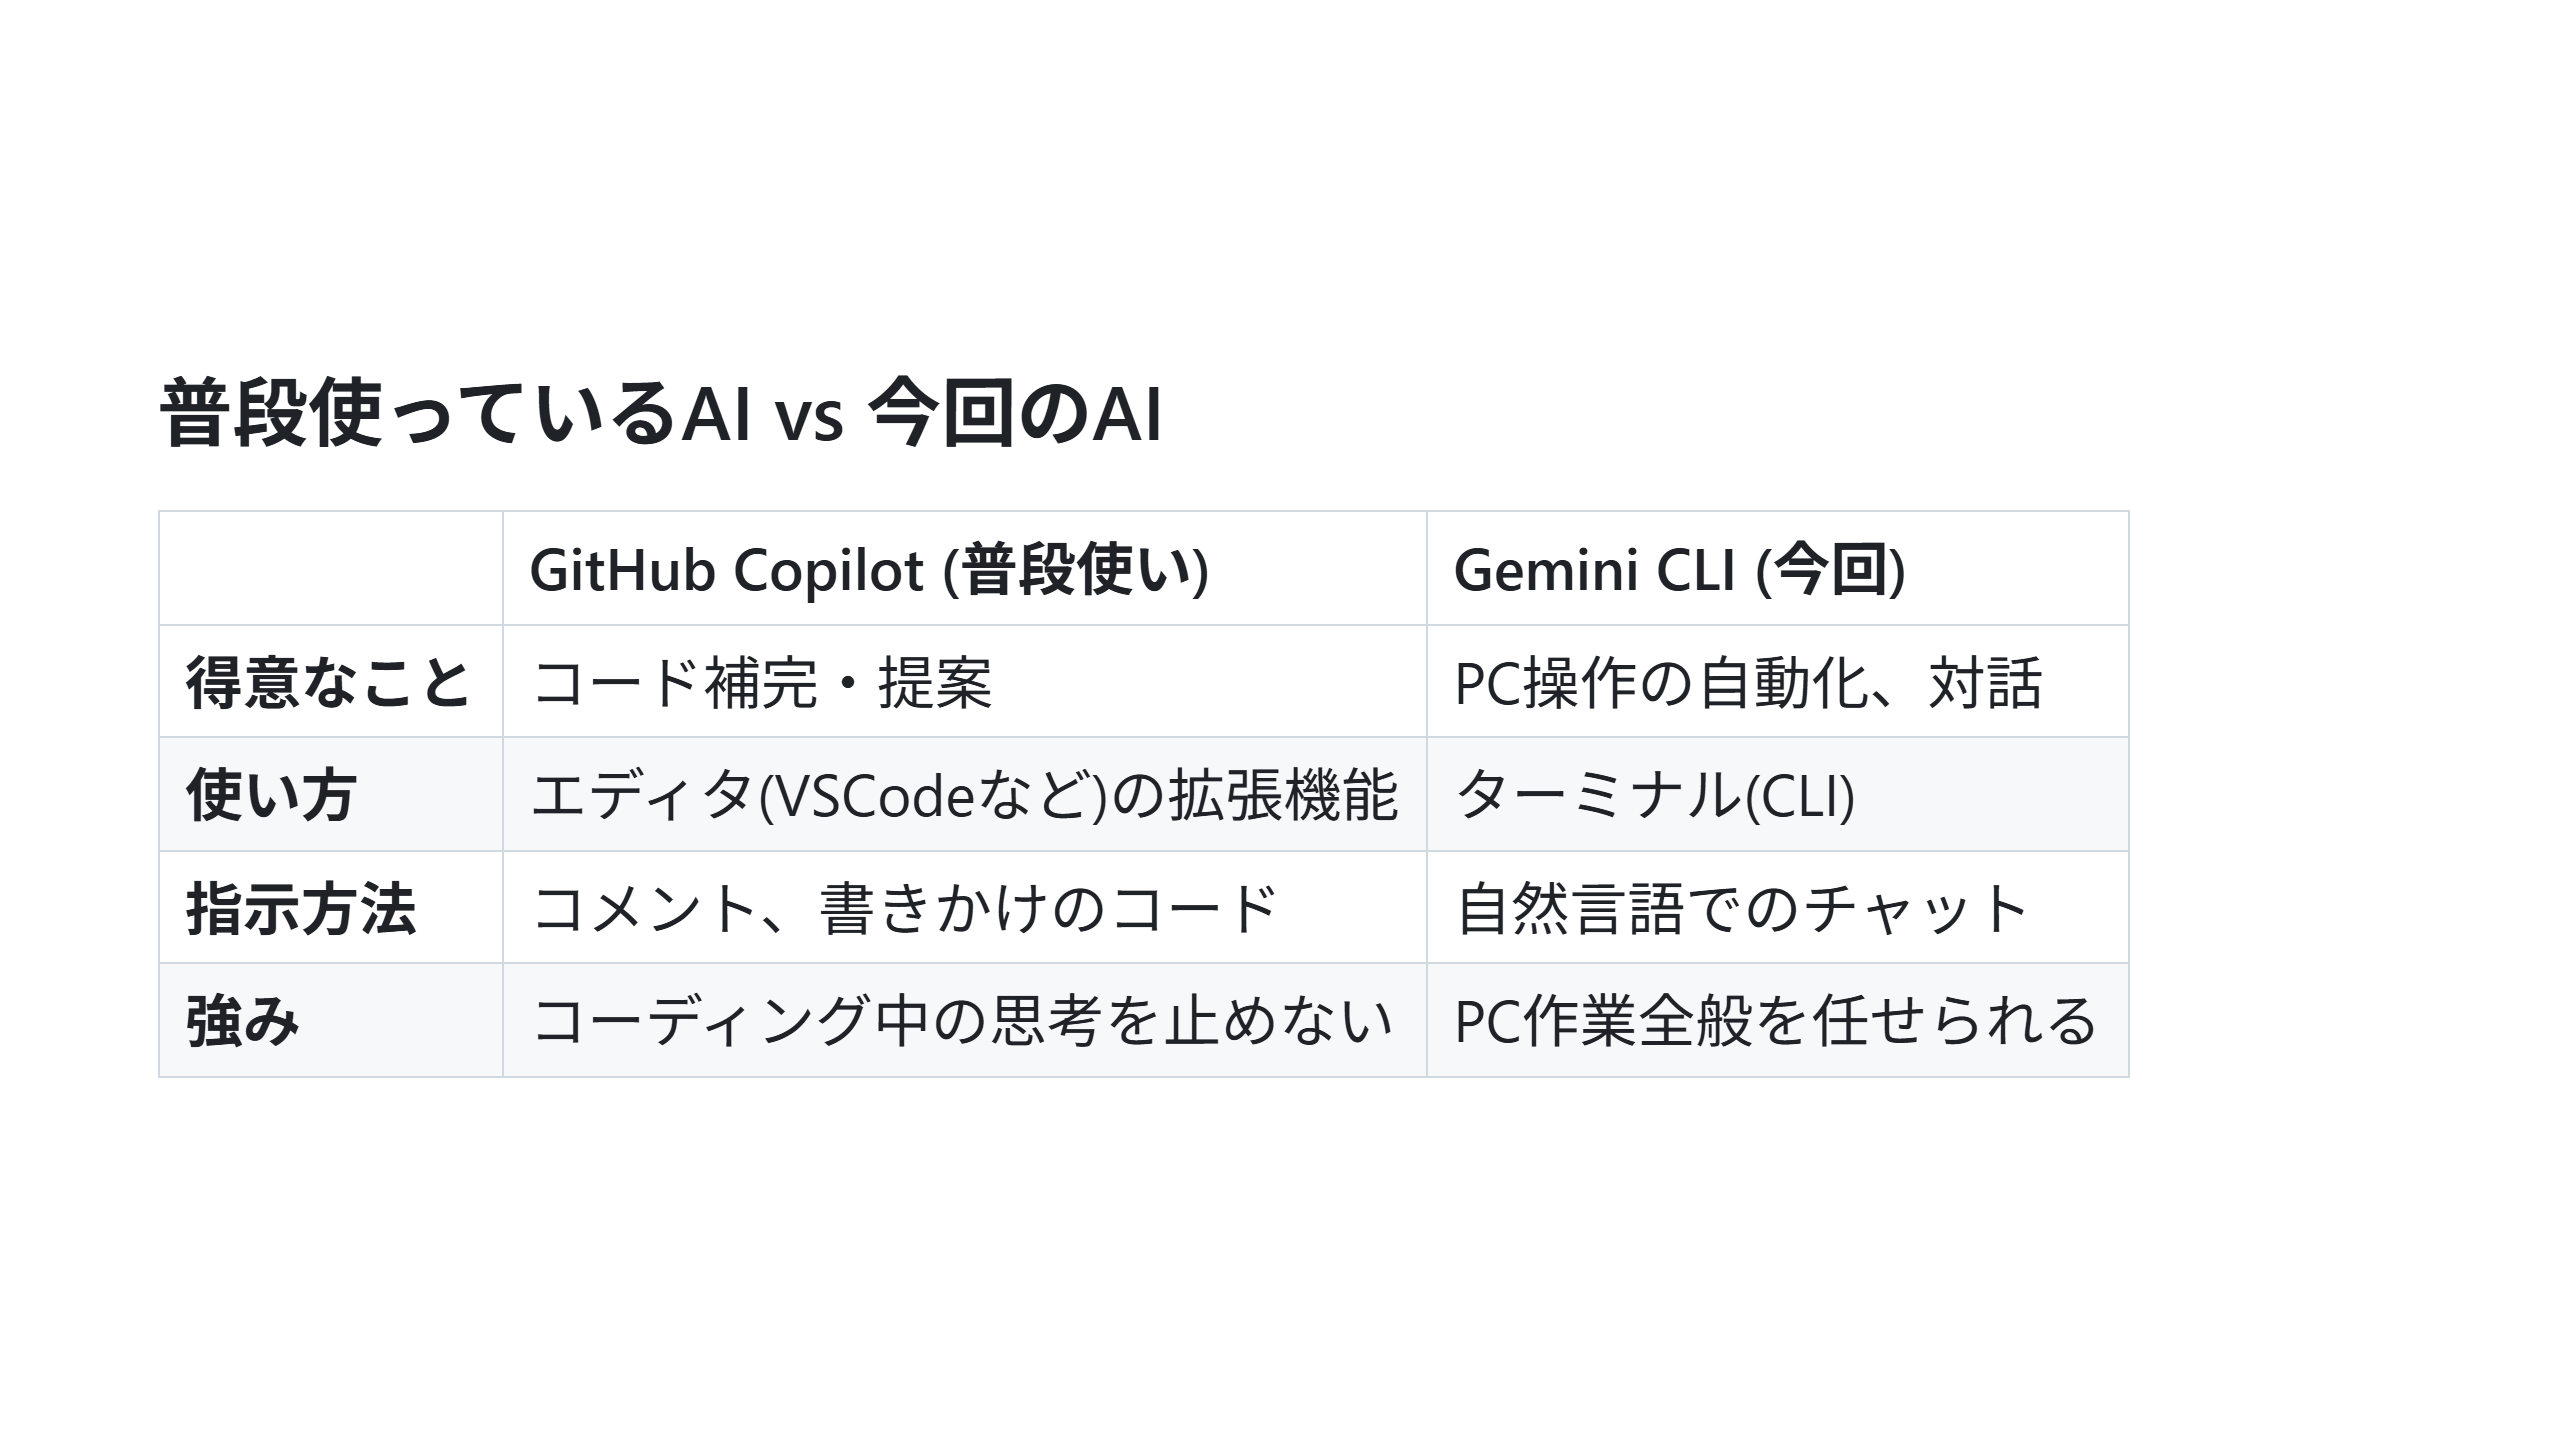 普段使っているAI vs 今回のAI
GitHub Copilot (普段使い) Gemini CLI (今回)
得意なこと コード補完・提案 PC操作の自動化、対話
使い方 エディタ(VSCodeなど)の拡張機能 ターミナル(CLI)
指示方法 コメント、書きかけのコード 自然言語でのチャット
強み コーディング中の思考を止めない PC作業全般を任せられる